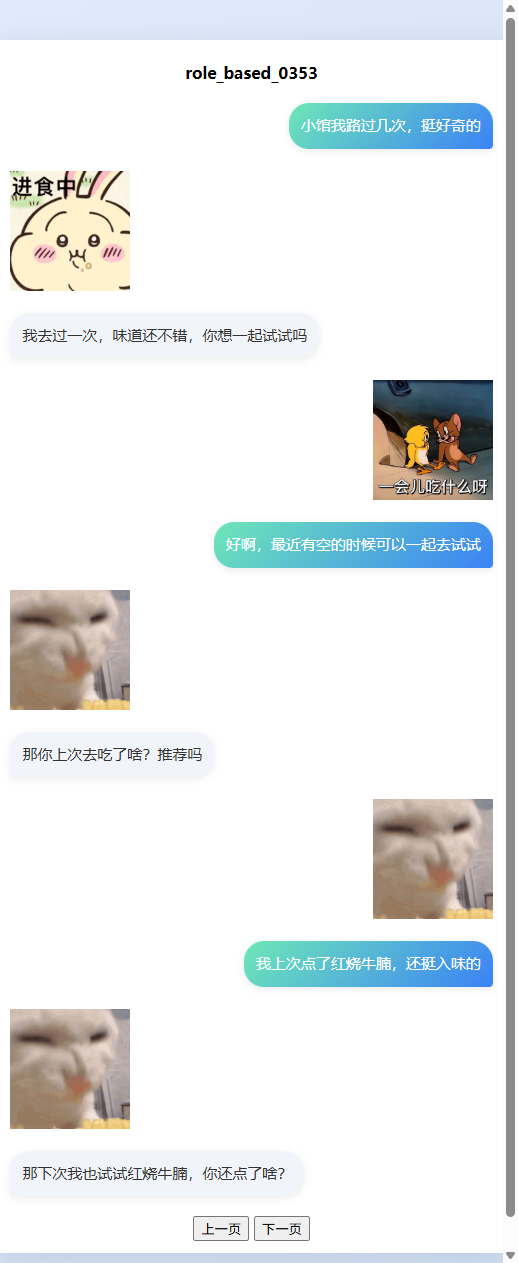 role_based_0353
小馆我路过几次，挺好奇的
进食中
我去过一次，味道还不错，你想一起试试吗
一会儿吃什么呀
好啊，最近有空的时候可以一起去试试
那你上次去吃了啥？推荐吗
我上次点了红烧牛腩，还挺入味的
那下次我也试试红烧牛腩，你还点了啥？
上一页 下一页